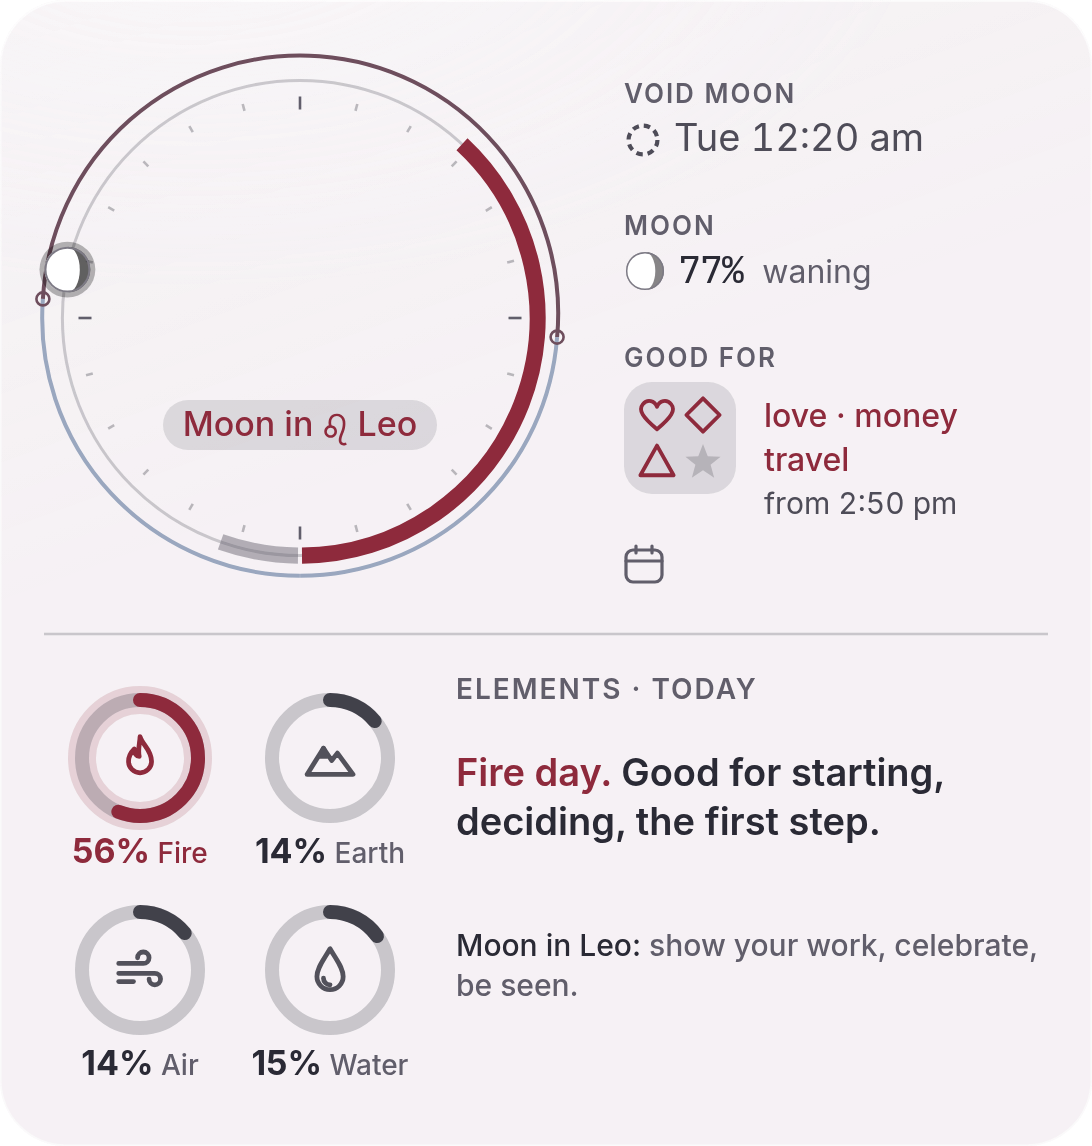 VOID MOON
Tue 12:20 am
MOON
77% waning
GOOD FOR
love · money
travel
from 2:50 pm
Moon in ♌ Leo
ELEMENTS · TODAY
Fire day. Good for starting,
deciding, the first step.
56% Fire
14% Earth
Moon in Leo: show your work, celebrate,
be seen.
14% Air
15% Water